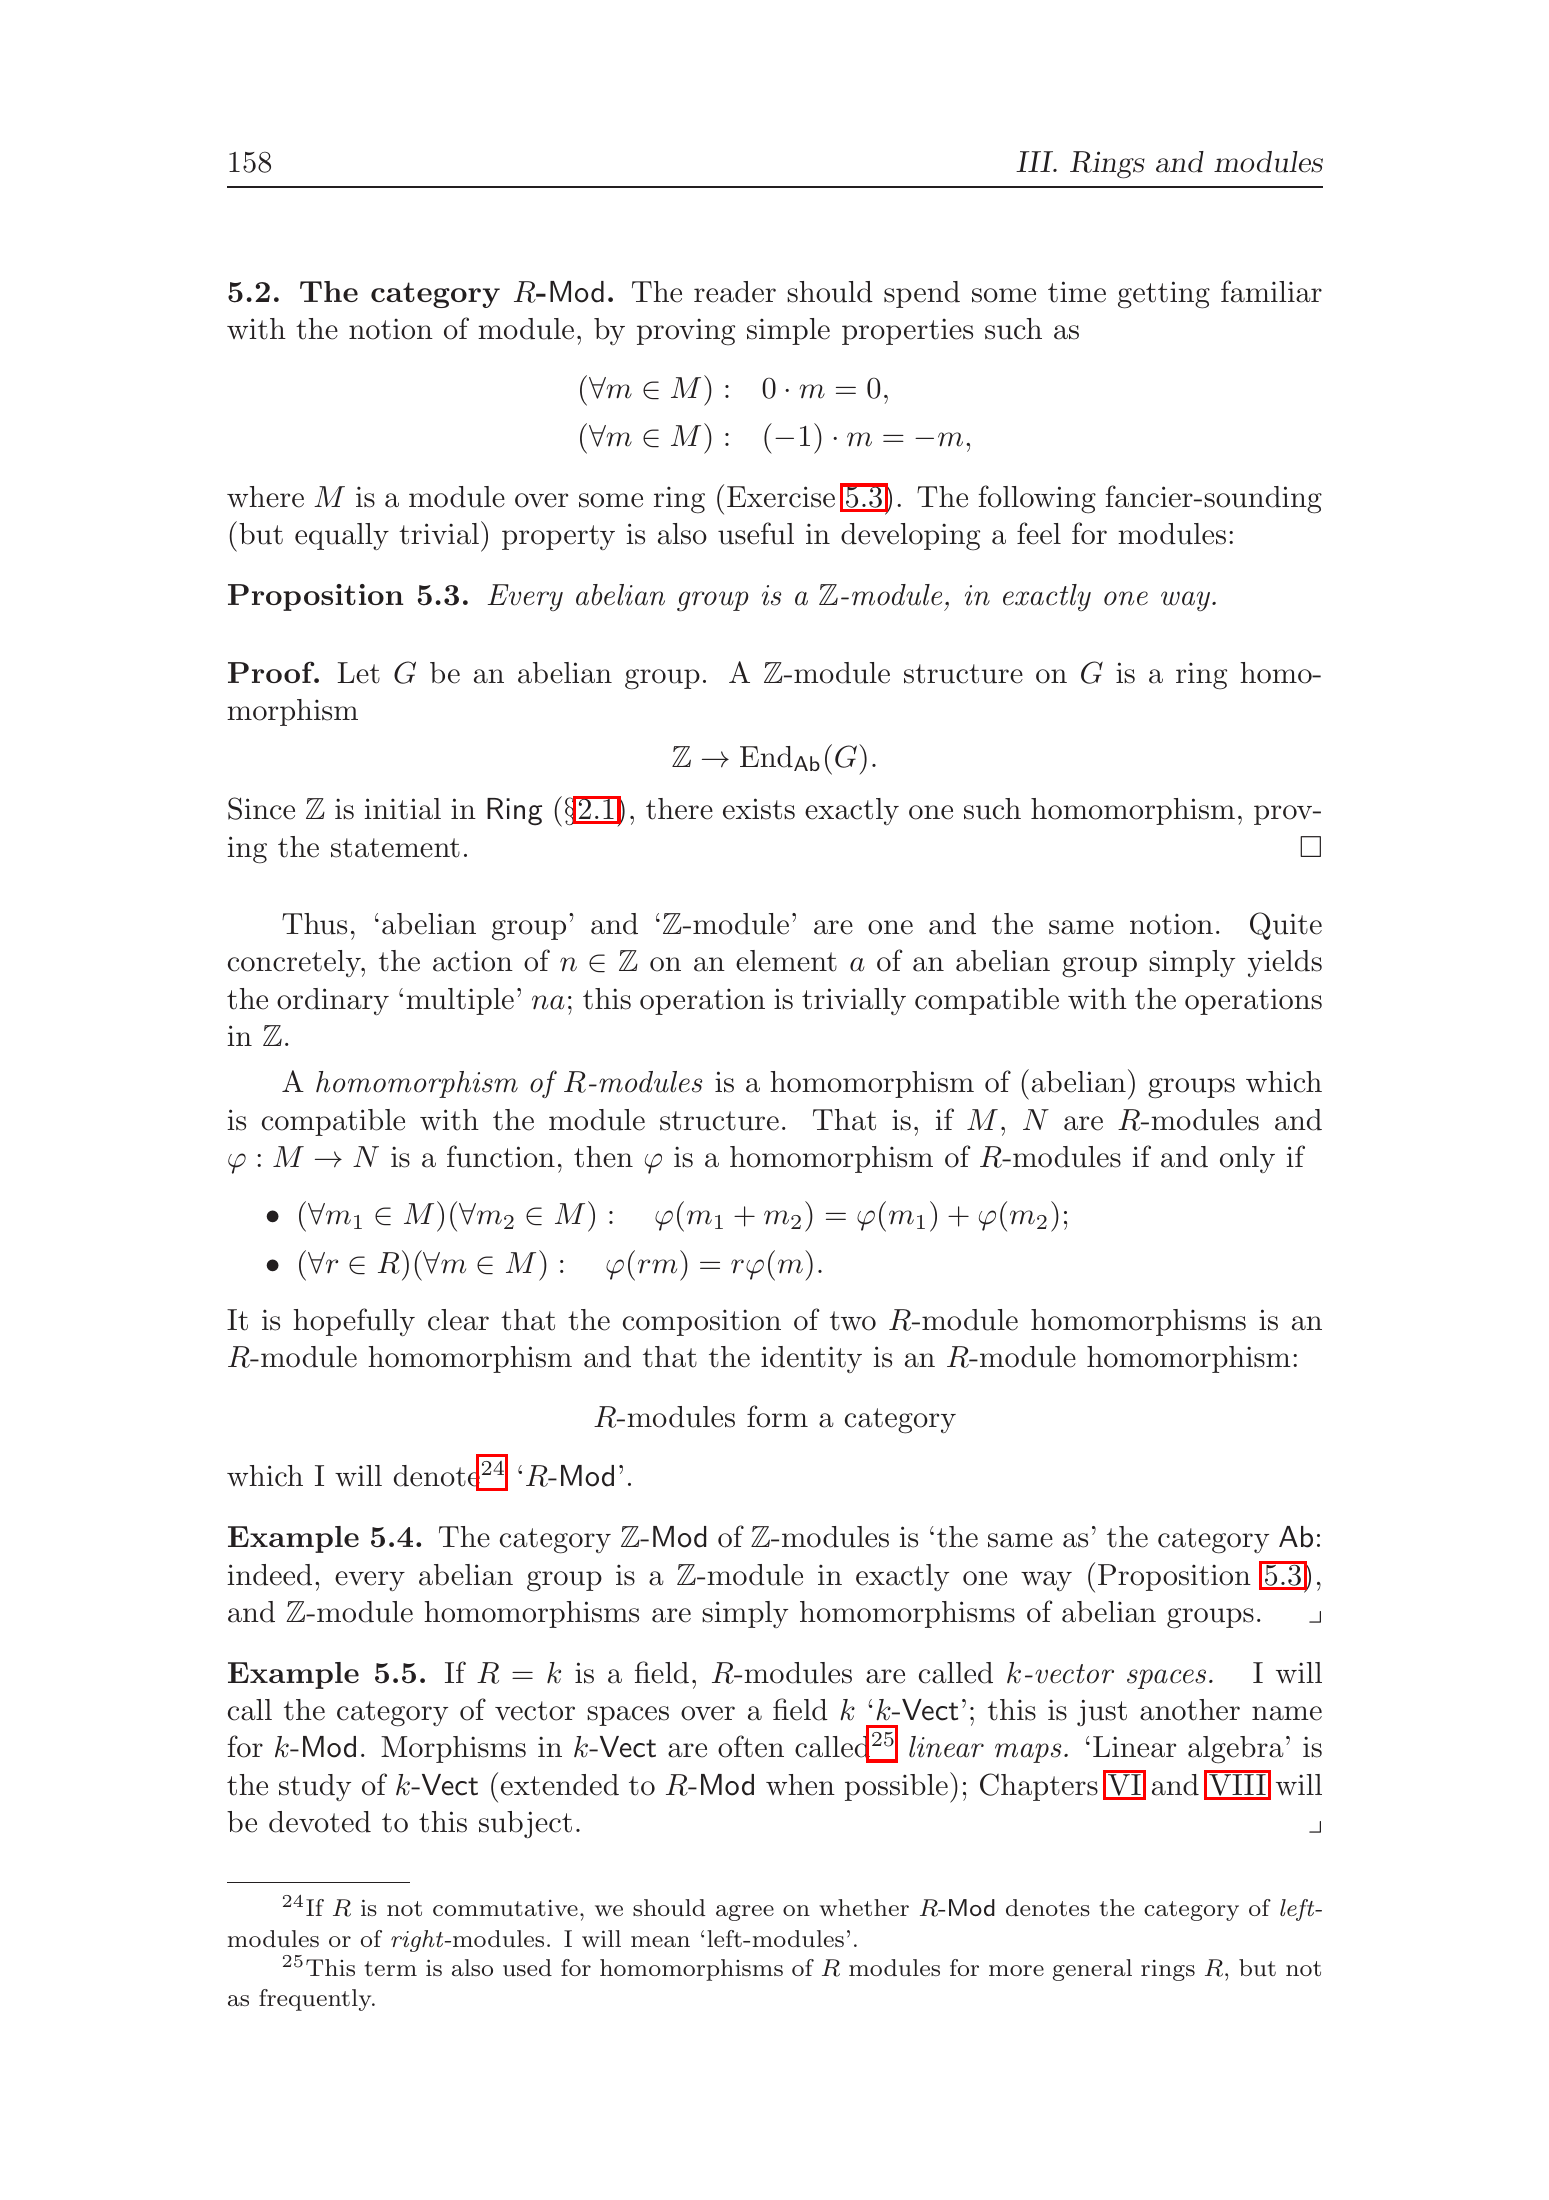 158 III. Rings and modules
5.2. The category R-Mod. The reader should spend some time getting familiar
with the notion of module, by proving simple properties such as
(∀m ∈ M) : 0 · m = 0,
(∀m ∈ M) : (−1) · m = −m,
where M is a module over some ring (Exercise 5.3). The following fancier-sounding
(but equally trivial) property is also useful in developing a feel for modules:
Proposition 5.3. Every abelian group is a ℤ-module, in exactly one way.
Proof. Let G be an abelian group. A ℤ-module structure on G is a ring homo-
morphism
ℤ → End_Ab(G).
Since ℤ is initial in Ring (§2.1), there exists exactly one such homomorphism, prov-
ing the statement. □
Thus, ‘abelian group’ and ‘ℤ-module’ are one and the same notion. Quite
concretely, the action of n ∈ ℤ on an element a of an abelian group simply yields
the ordinary ‘multiple’ na; this operation is trivially compatible with the operations
in ℤ.
A homomorphism of R-modules is a homomorphism of (abelian) groups which
is compatible with the module structure. That is, if M, N are R-modules and
φ : M → N is a function, then φ is a homomorphism of R-modules if and only if
• (∀m₁ ∈ M)(∀m₂ ∈ M) : φ(m₁ + m₂) = φ(m₁) + φ(m₂);
• (∀r ∈ R)(∀m ∈ M) : φ(rm) = rφ(m).
It is hopefully clear that the composition of two R-module homomorphisms is an
R-module homomorphism and that the identity is an R-module homomorphism:
R-modules form a category
which I will denote²⁴ ‘R-Mod’.
Example 5.4. The category ℤ-Mod of ℤ-modules is ‘the same as’ the category Ab:
indeed, every abelian group is a ℤ-module in exactly one way (Proposition 5.3),
and ℤ-module homomorphisms are simply homomorphisms of abelian groups. ⌟
Example 5.5. If R = k is a field, R-modules are called k-vector spaces. I will
call the category of vector spaces over a field k ‘k-Vect’; this is just another name
for k-Mod. Morphisms in k-Vect are often called²⁵ linear maps. ‘Linear algebra’ is
the study of k-Vect (extended to R-Mod when possible); Chapters VI and VIII will
be devoted to this subject. ⌟
²⁴If R is not commutative, we should agree on whether R-Mod denotes the category of left-
modules or of right-modules. I will mean ‘left-modules’.
²⁵This term is also used for homomorphisms of R modules for more general rings R, but not
as frequently.